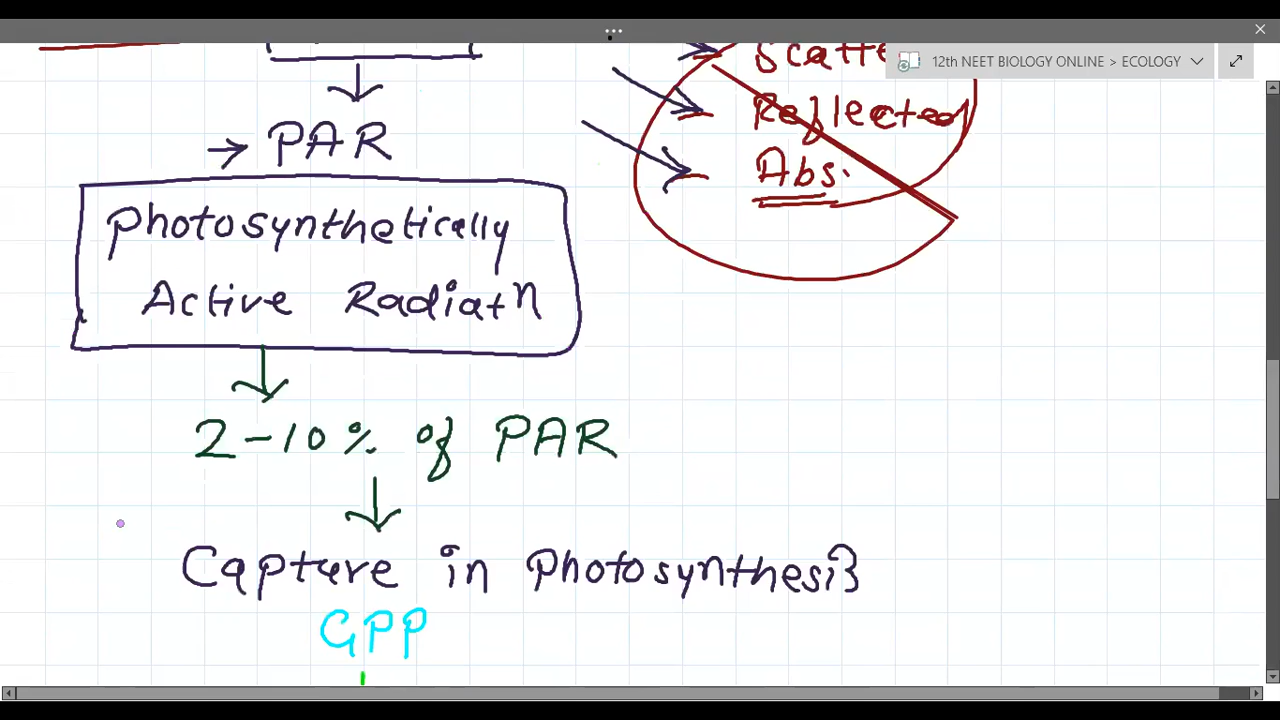 12th NEET BIOLOGY ONLINE > ECOLOGY
Reflected
Abs.
→ PAR
Photosynthetically
Active Radiatn
2-10% of PAR
Capture in Photosynthesis
GPP